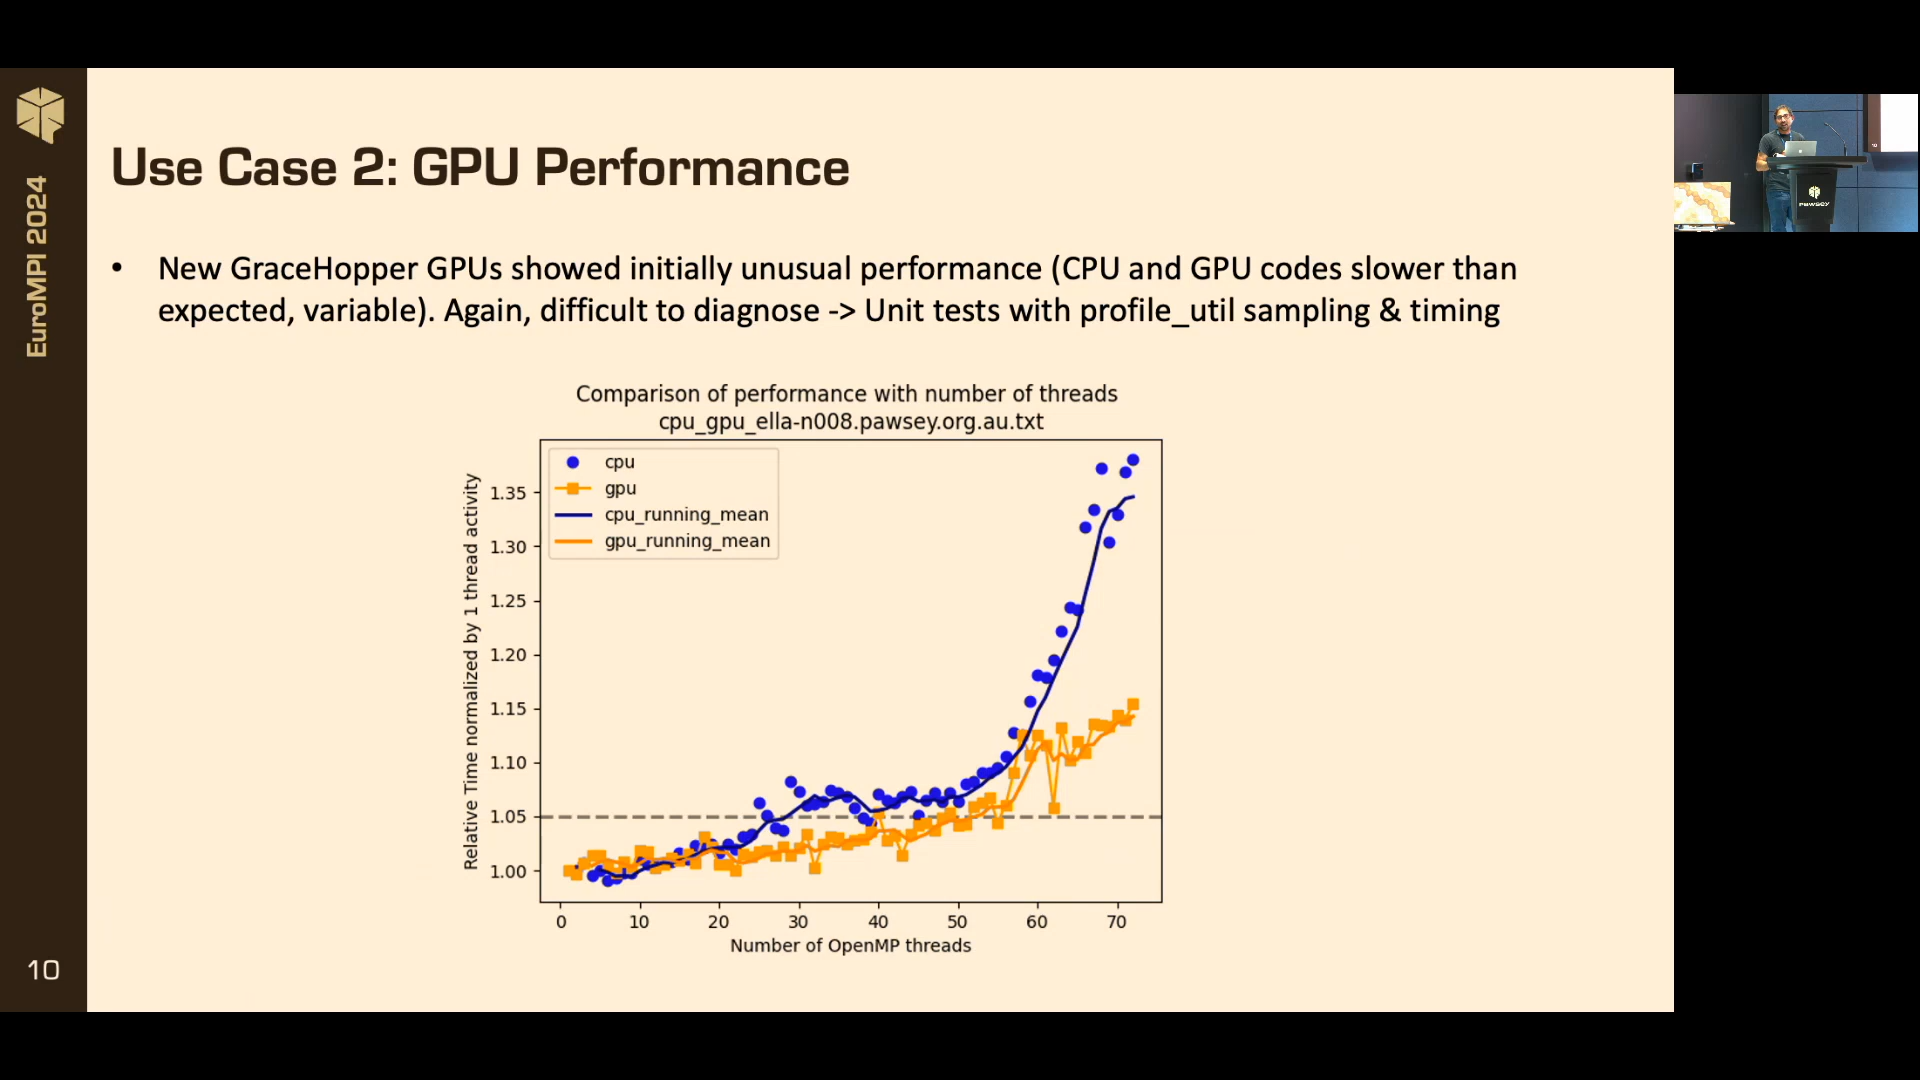 EuroMPI 2024
Use Case 2: GPU Performance
• New GraceHopper GPUs showed initially unusual performance (CPU and GPU codes slower than
expected, variable). Again, difficult to diagnose -> Unit tests with profile_util sampling & timing
Comparison of performance with number of threads
cpu_gpu_ella-n008.pawsey.org.au.txt
cpu
gpu
cpu_running_mean
gpu_running_mean
Relative Time normalized by 1 thread activity
1.35
1.30
1.25
1.20
1.15
1.10
1.05
1.00
0 10 20 30 40 50 60 70
Number of OpenMP threads
10
PAWSEY